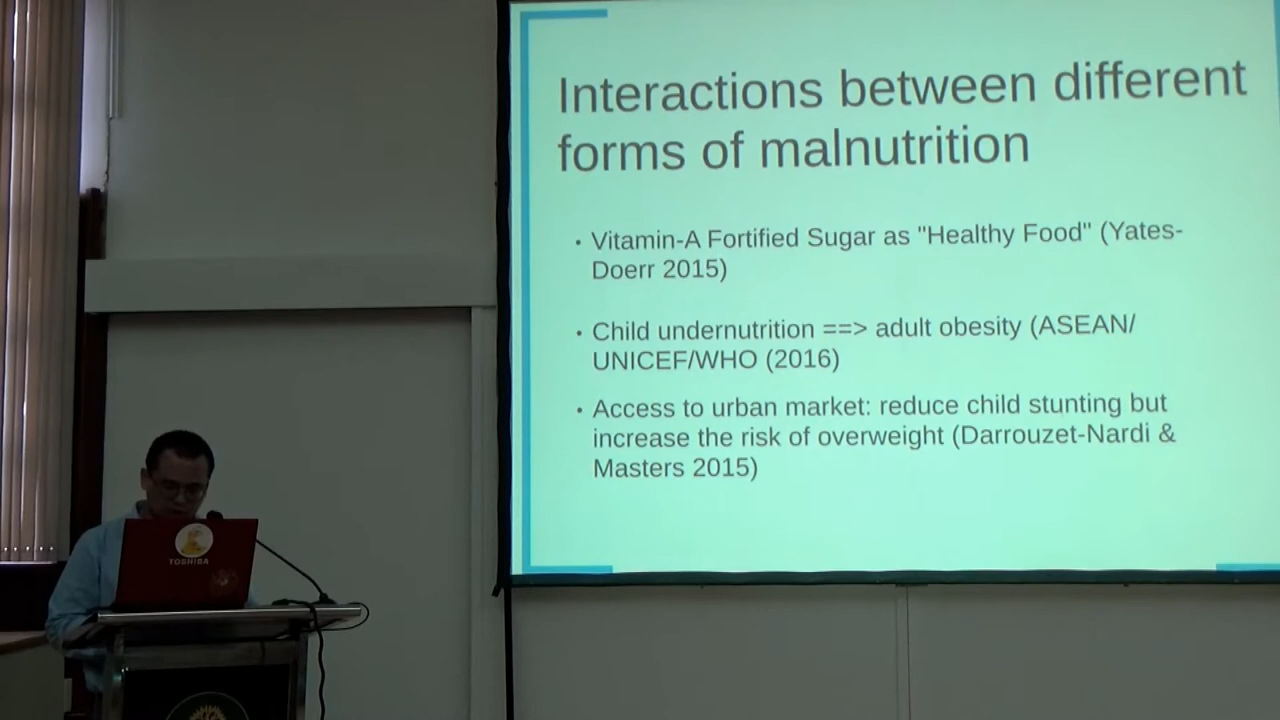 Interactions between different
forms of malnutrition
• Vitamin-A Fortified Sugar as "Healthy Food" (Yates-
Doerr 2015)
• Child undernutrition ==> adult obesity (ASEAN/
UNICEF/WHO (2016)
• Access to urban market: reduce child stunting but
increase the risk of overweight (Darrouzet-Nardi &
Masters 2015)
TOSHIBA